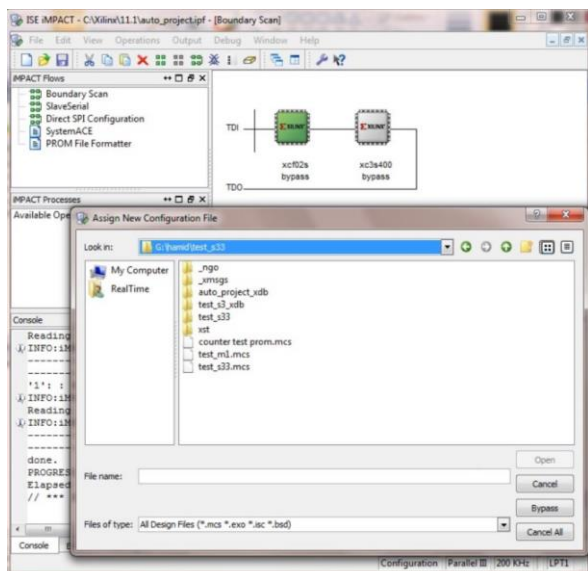 ISE iMPACT - C:\Xilinx\11.1\auto_project.ipf - [Boundary Scan]
File Edit View Operations Output Debug Window Help
iMPACT Flows
Boundary Scan
SlaveSerial
Direct SPI Configuration
SystemACE
PROM File Formatter
TDI
XILINX
XILINX
xcf02s
bypass
xc3s400
bypass
TDO
iMPACT Processes
Available Ope
Assign New Configuration File
Look in:
G:\hamid\test_s33
My Computer
RealTime
_ngo
_xmsgs
auto_project_xdb
test_s3_xdb
test_s33
xst
counter test prom.mcs
test_m1.mcs
test_s33.mcs
Console
Reading
INFO:iM
--------
--------
'1': :
INFO:iM
Reading
INFO:iM
--------
--------
done.
PROGRES
Elapsed
// ***
File name:
Files of type:
All Design Files (*.mcs *.exo *.isc *.bsd)
Open
Cancel
Bypass
Cancel All
Console
Configuration
Parallel III
200 KHz
LPT1